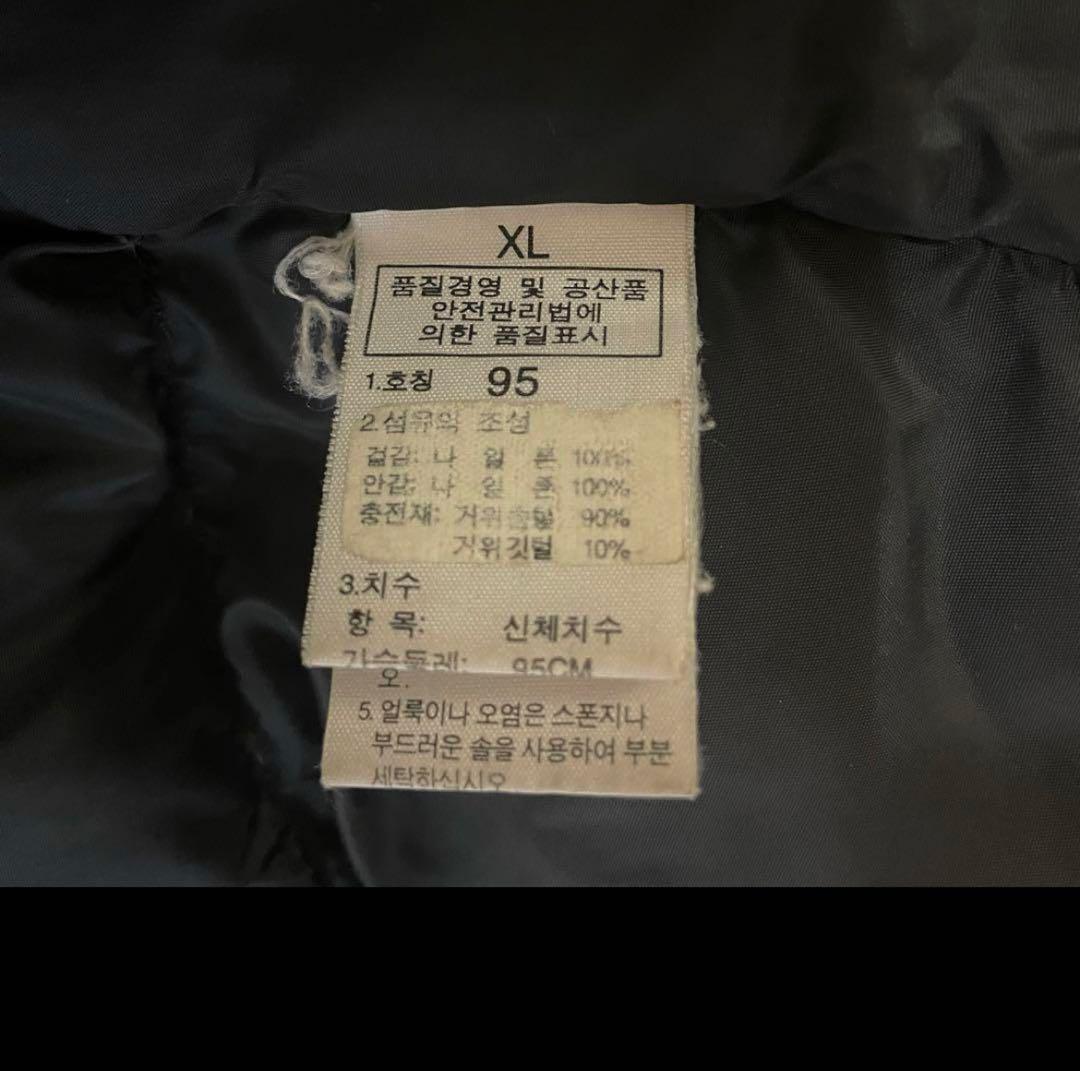 XL
품질경영 및 공산품
안전관리법에
의한 품질표시
1.호칭 95
2.섬유의 조성
겉감: 나 일 론 100%
안감: 나 일 론 100%
충전재: 거위솜털 90%
거위깃털 10%
3.치수
항 목: 신체치수
가슴둘레: 95CM
오.
5. 얼룩이나 오염은 스폰지나
부드러운 솔을 사용하여 부분
세탁하십시오